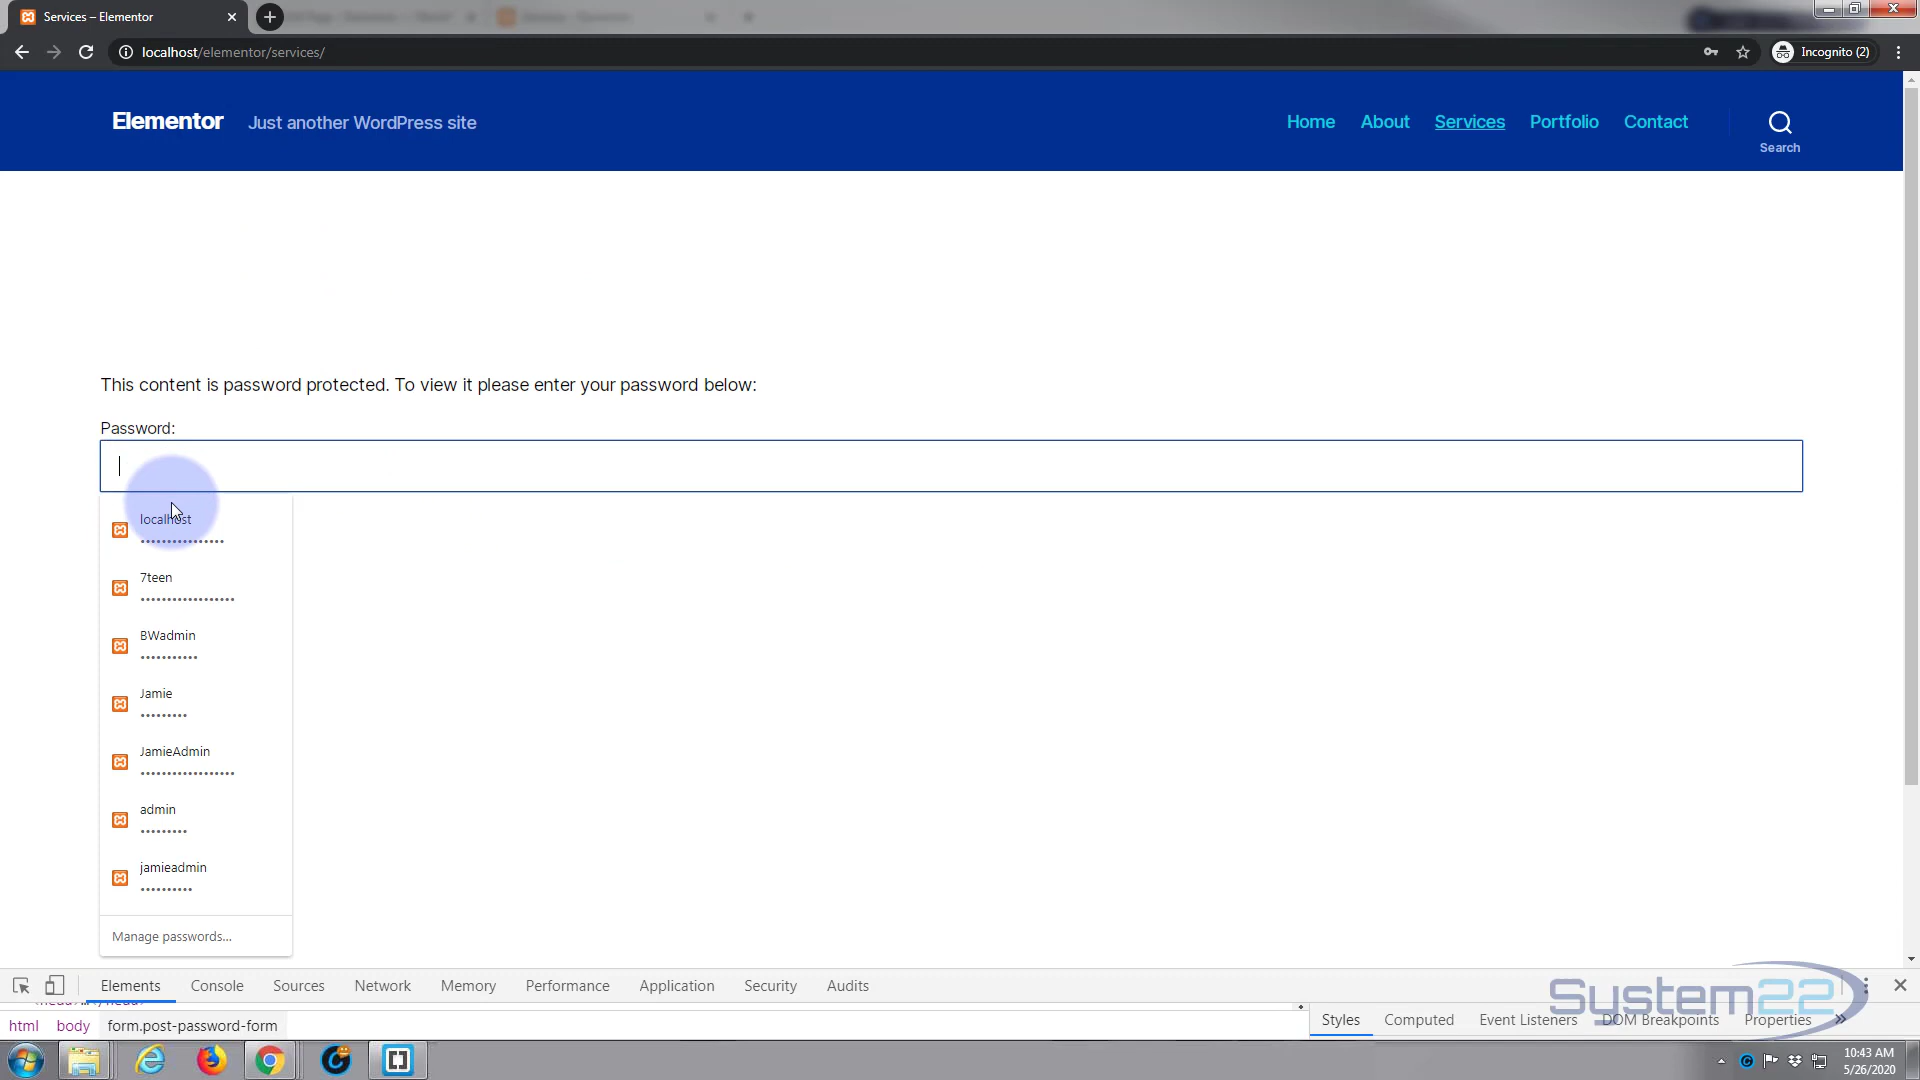 Services – Elementor
localhost/elementor/services/
Incognito (2)
Elementor
Just another WordPress site
Home
About
Services
Portfolio
Contact
Search
This content is password protected. To view it please enter your password below:
Password:
localhost
••••••••••••••••
7teen
••••••••••••••••••
BWadmin
•••••••••••
Jamie
•••••••••
JamieAdmin
••••••••••••••••••
admin
•••••••••
jamieadmin
••••••••••
Manage passwords...
Elements
Console
Sources
Network
Memory
Performance
Application
Security
Audits
System22
Styles
Computed
Event Listeners
DOM Breakpoints
Properties
»
html
body
form.post-password-form
10:43 AM
5/26/2020